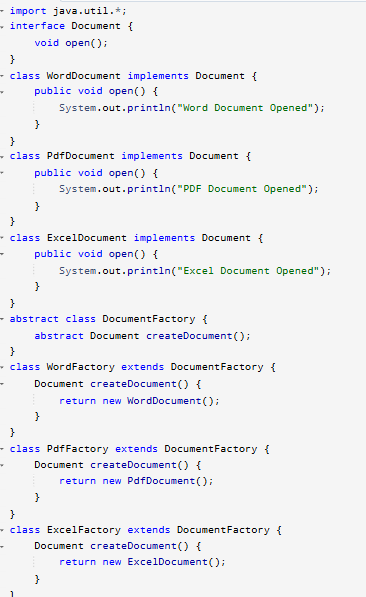 import java.util.*;
interface Document {
    void open();
}
class WordDocument implements Document {
    public void open() {
        System.out.println("Word Document Opened");
    }
}
class PdfDocument implements Document {
    public void open() {
        System.out.println("PDF Document Opened");
    }
}
class ExcelDocument implements Document {
    public void open() {
        System.out.println("Excel Document Opened");
    }
}
abstract class DocumentFactory {
    abstract Document createDocument();
}
class WordFactory extends DocumentFactory {
    Document createDocument() {
        return new WordDocument();
    }
}
class PdfFactory extends DocumentFactory {
    Document createDocument() {
        return new PdfDocument();
    }
}
class ExcelFactory extends DocumentFactory {
    Document createDocument() {
        return new ExcelDocument();
    }
}